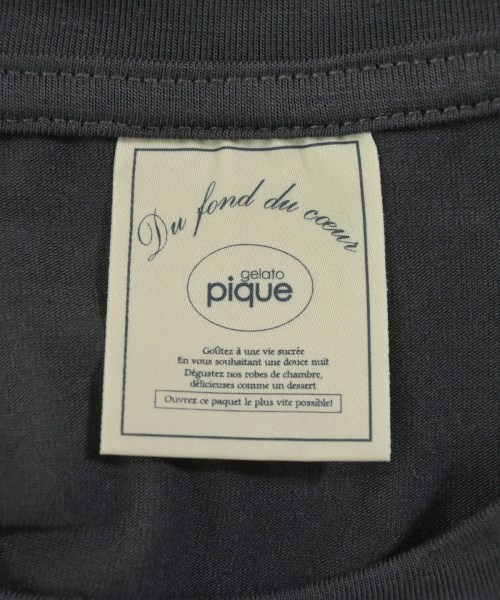 Du fond du cœur
gelato
pique
Goûtez à une vie sucrée
En vous souhaitant une douce nuit
Dégustez nos robes de chambre,
délicieuses comme un dessert
Ouvrez ce paquet le plus vite possible!